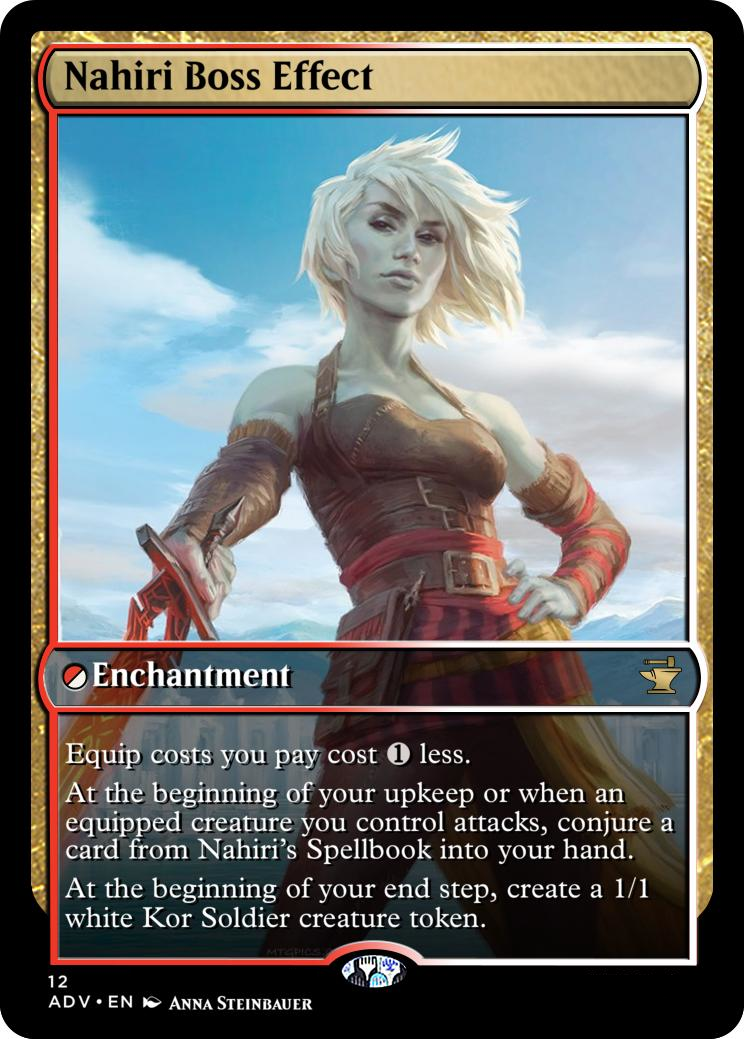 Nahiri Boss Effect
Enchantment
Equip costs you pay cost 1 less.
At the beginning of your upkeep or when an
equipped creature you control attacks, conjure a
card from Nahiri's Spellbook into your hand.
At the beginning of your end step, create a 1/1
white Kor Soldier creature token.
12
ADV • EN ANNA STEINBAUER